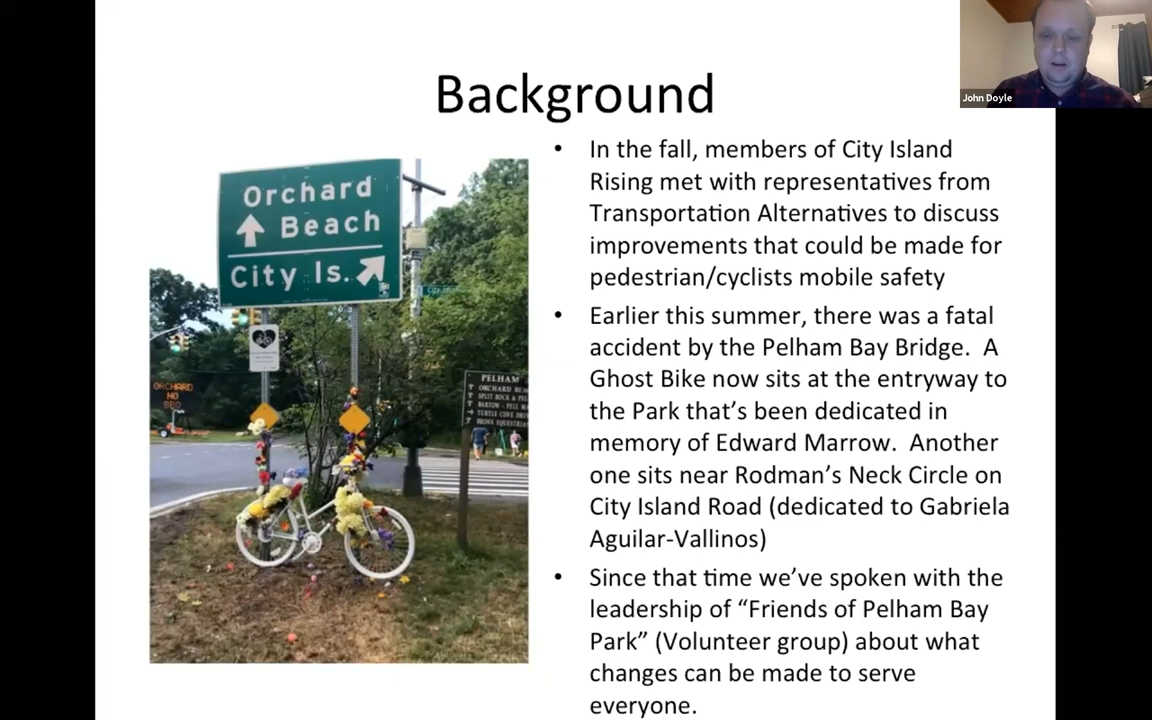 Background
John Doyle
Orchard
Beach
City Is.
ORCHARD
NO
PELHAM
• In the fall, members of City Island
Rising met with representatives from
Transportation Alternatives to discuss
improvements that could be made for
pedestrian/cyclists mobile safety
• Earlier this summer, there was a fatal
accident by the Pelham Bay Bridge.  A
Ghost Bike now sits at the entryway to
the Park that’s been dedicated in
memory of Edward Marrow.  Another
one sits near Rodman’s Neck Circle on
City Island Road (dedicated to Gabriela
Aguilar-Vallinos)
• Since that time we’ve spoken with the
leadership of “Friends of Pelham Bay
Park” (Volunteer group) about what
changes can be made to serve
everyone.